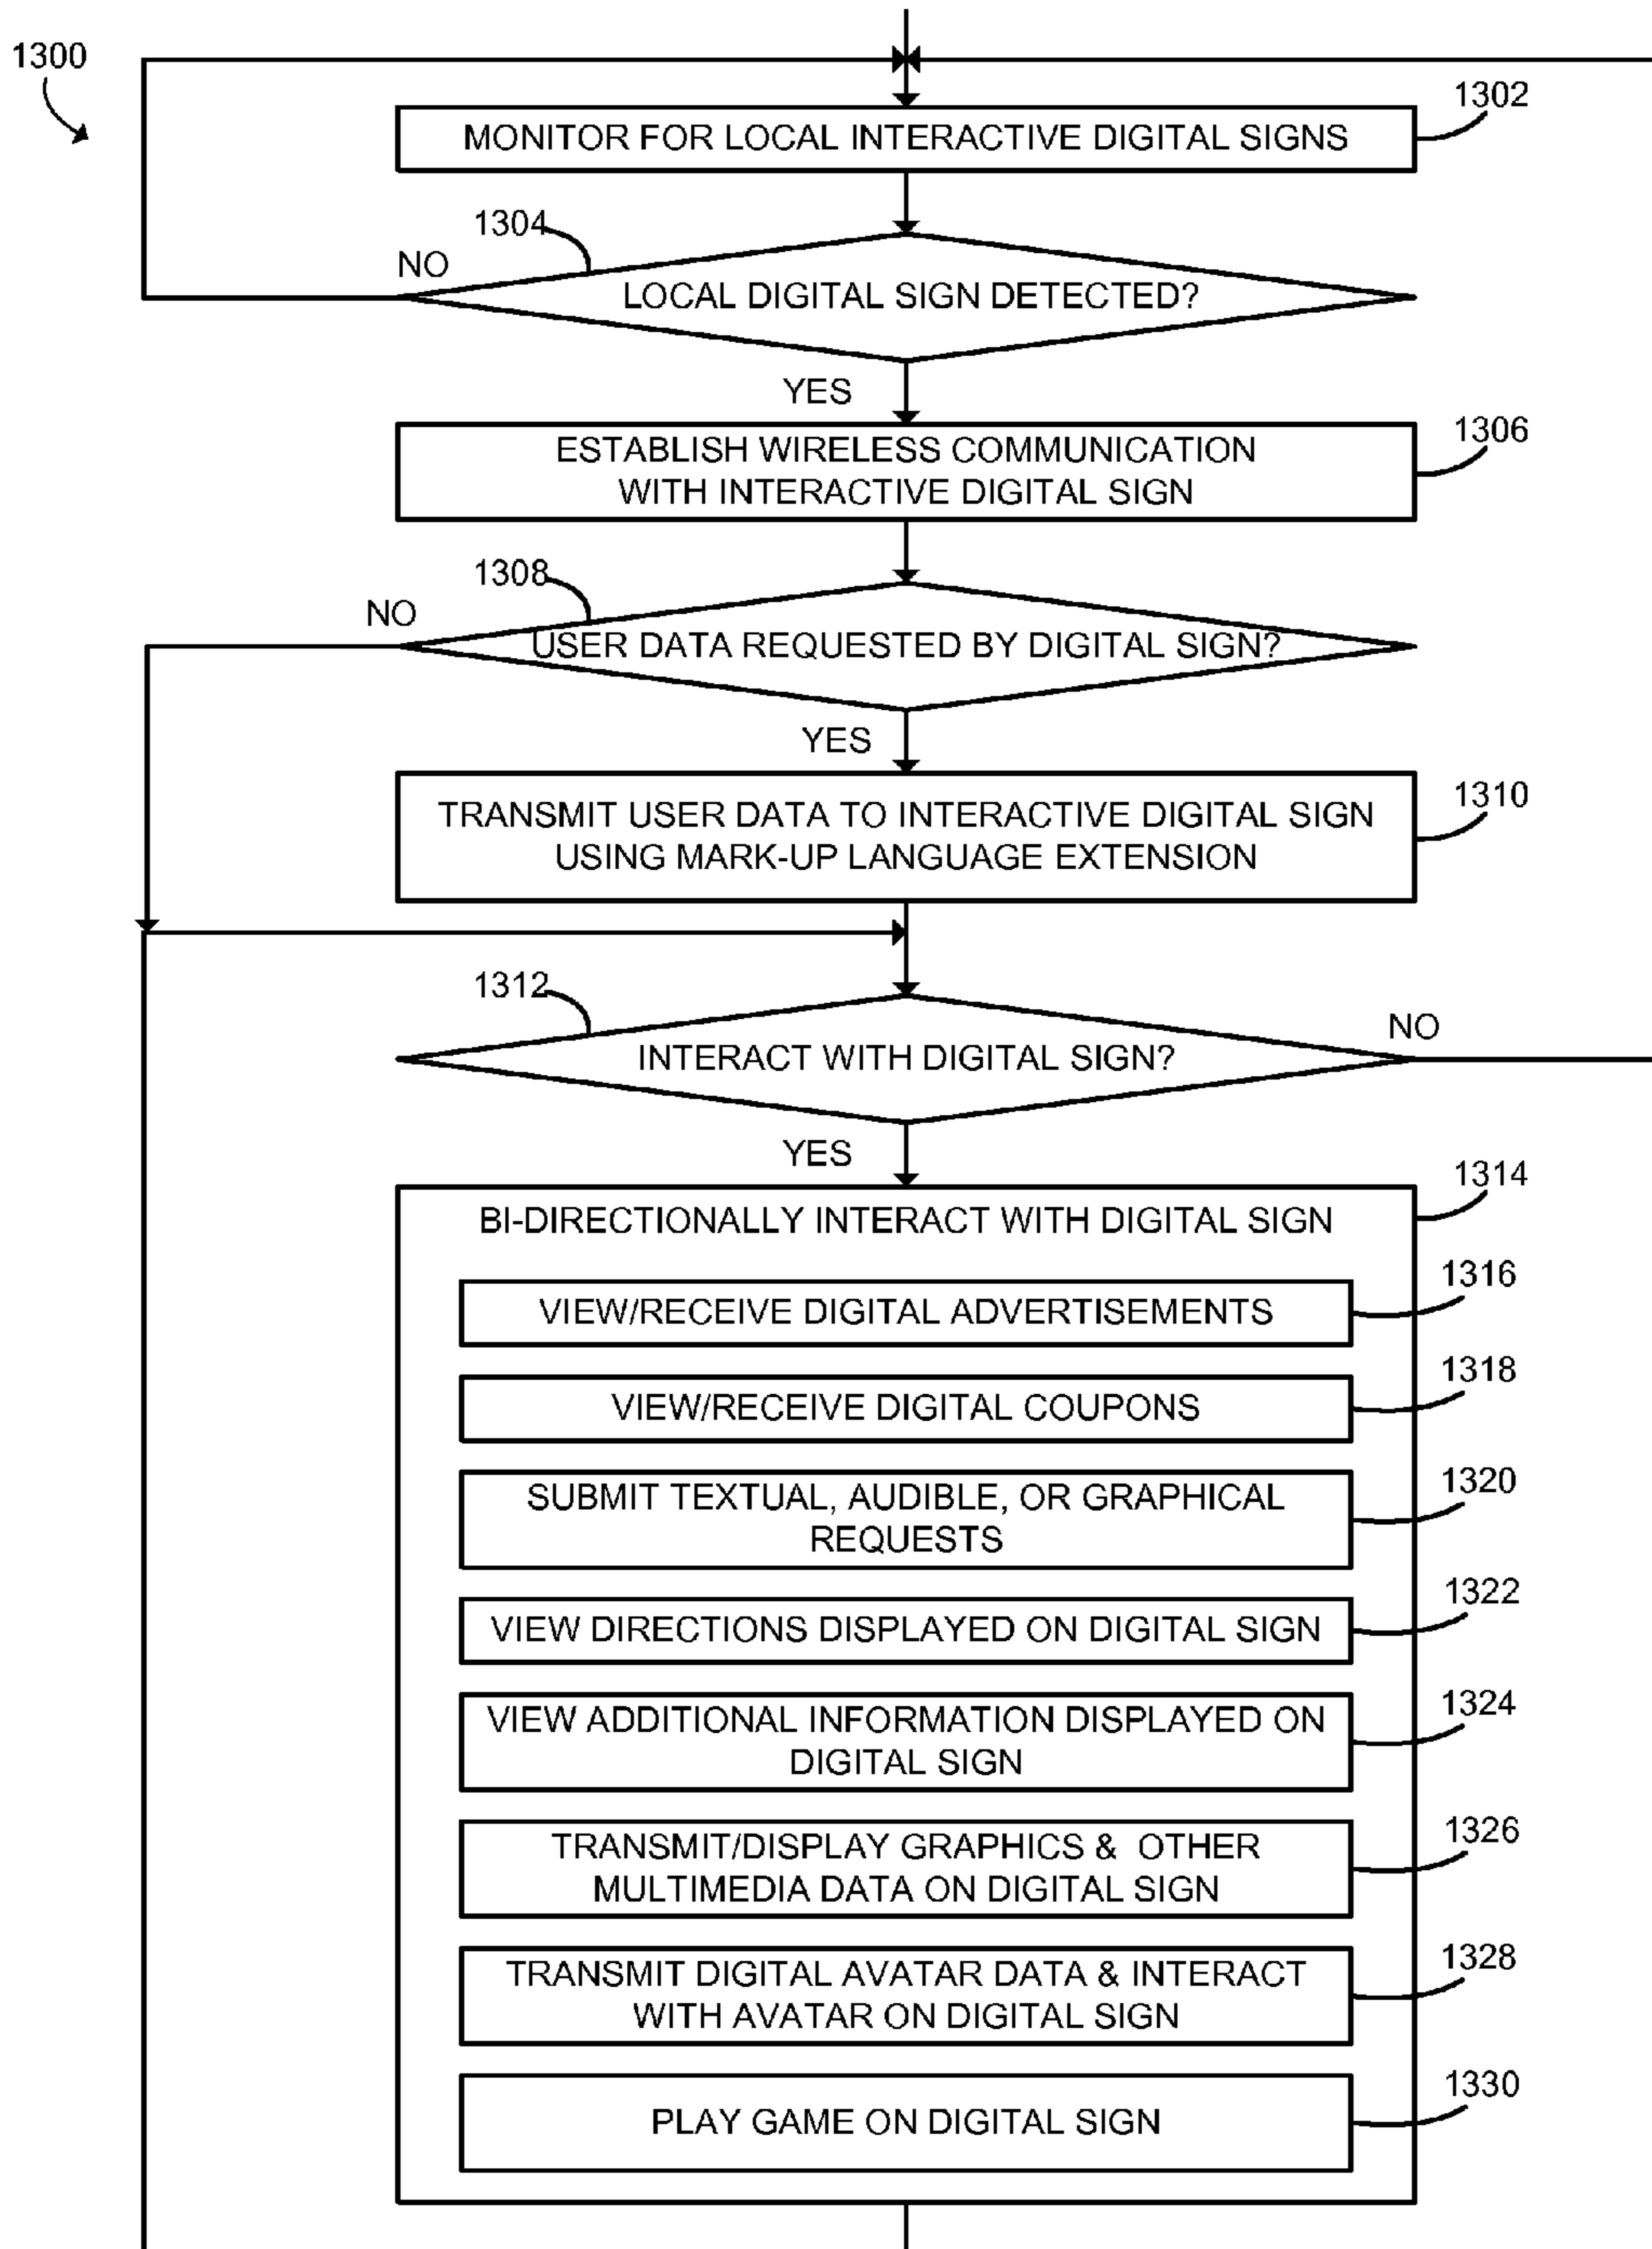 1300
1302
MONITOR FOR LOCAL INTERACTIVE DIGITAL SIGNS
1304
NO
LOCAL DIGITAL SIGN DETECTED?
YES
1306
ESTABLISH WIRELESS COMMUNICATION
WITH INTERACTIVE DIGITAL SIGN
1308
NO
USER DATA REQUESTED BY DIGITAL SIGN?
YES
1310
TRANSMIT USER DATA TO INTERACTIVE DIGITAL SIGN
USING MARK-UP LANGUAGE EXTENSION
1312
NO
INTERACT WITH DIGITAL SIGN?
YES
1314
BI-DIRECTIONALLY INTERACT WITH DIGITAL SIGN
1316
VIEW/RECEIVE DIGITAL ADVERTISEMENTS
1318
VIEW/RECEIVE DIGITAL COUPONS
1320
SUBMIT TEXTUAL, AUDIBLE, OR GRAPHICAL
REQUESTS
1322
VIEW DIRECTIONS DISPLAYED ON DIGITAL SIGN
1324
VIEW ADDITIONAL INFORMATION DISPLAYED ON
DIGITAL SIGN
1326
TRANSMIT/DISPLAY GRAPHICS & OTHER
MULTIMEDIA DATA ON DIGITAL SIGN
1328
TRANSMIT DIGITAL AVATAR DATA & INTERACT
WITH AVATAR ON DIGITAL SIGN
1330
PLAY GAME ON DIGITAL SIGN